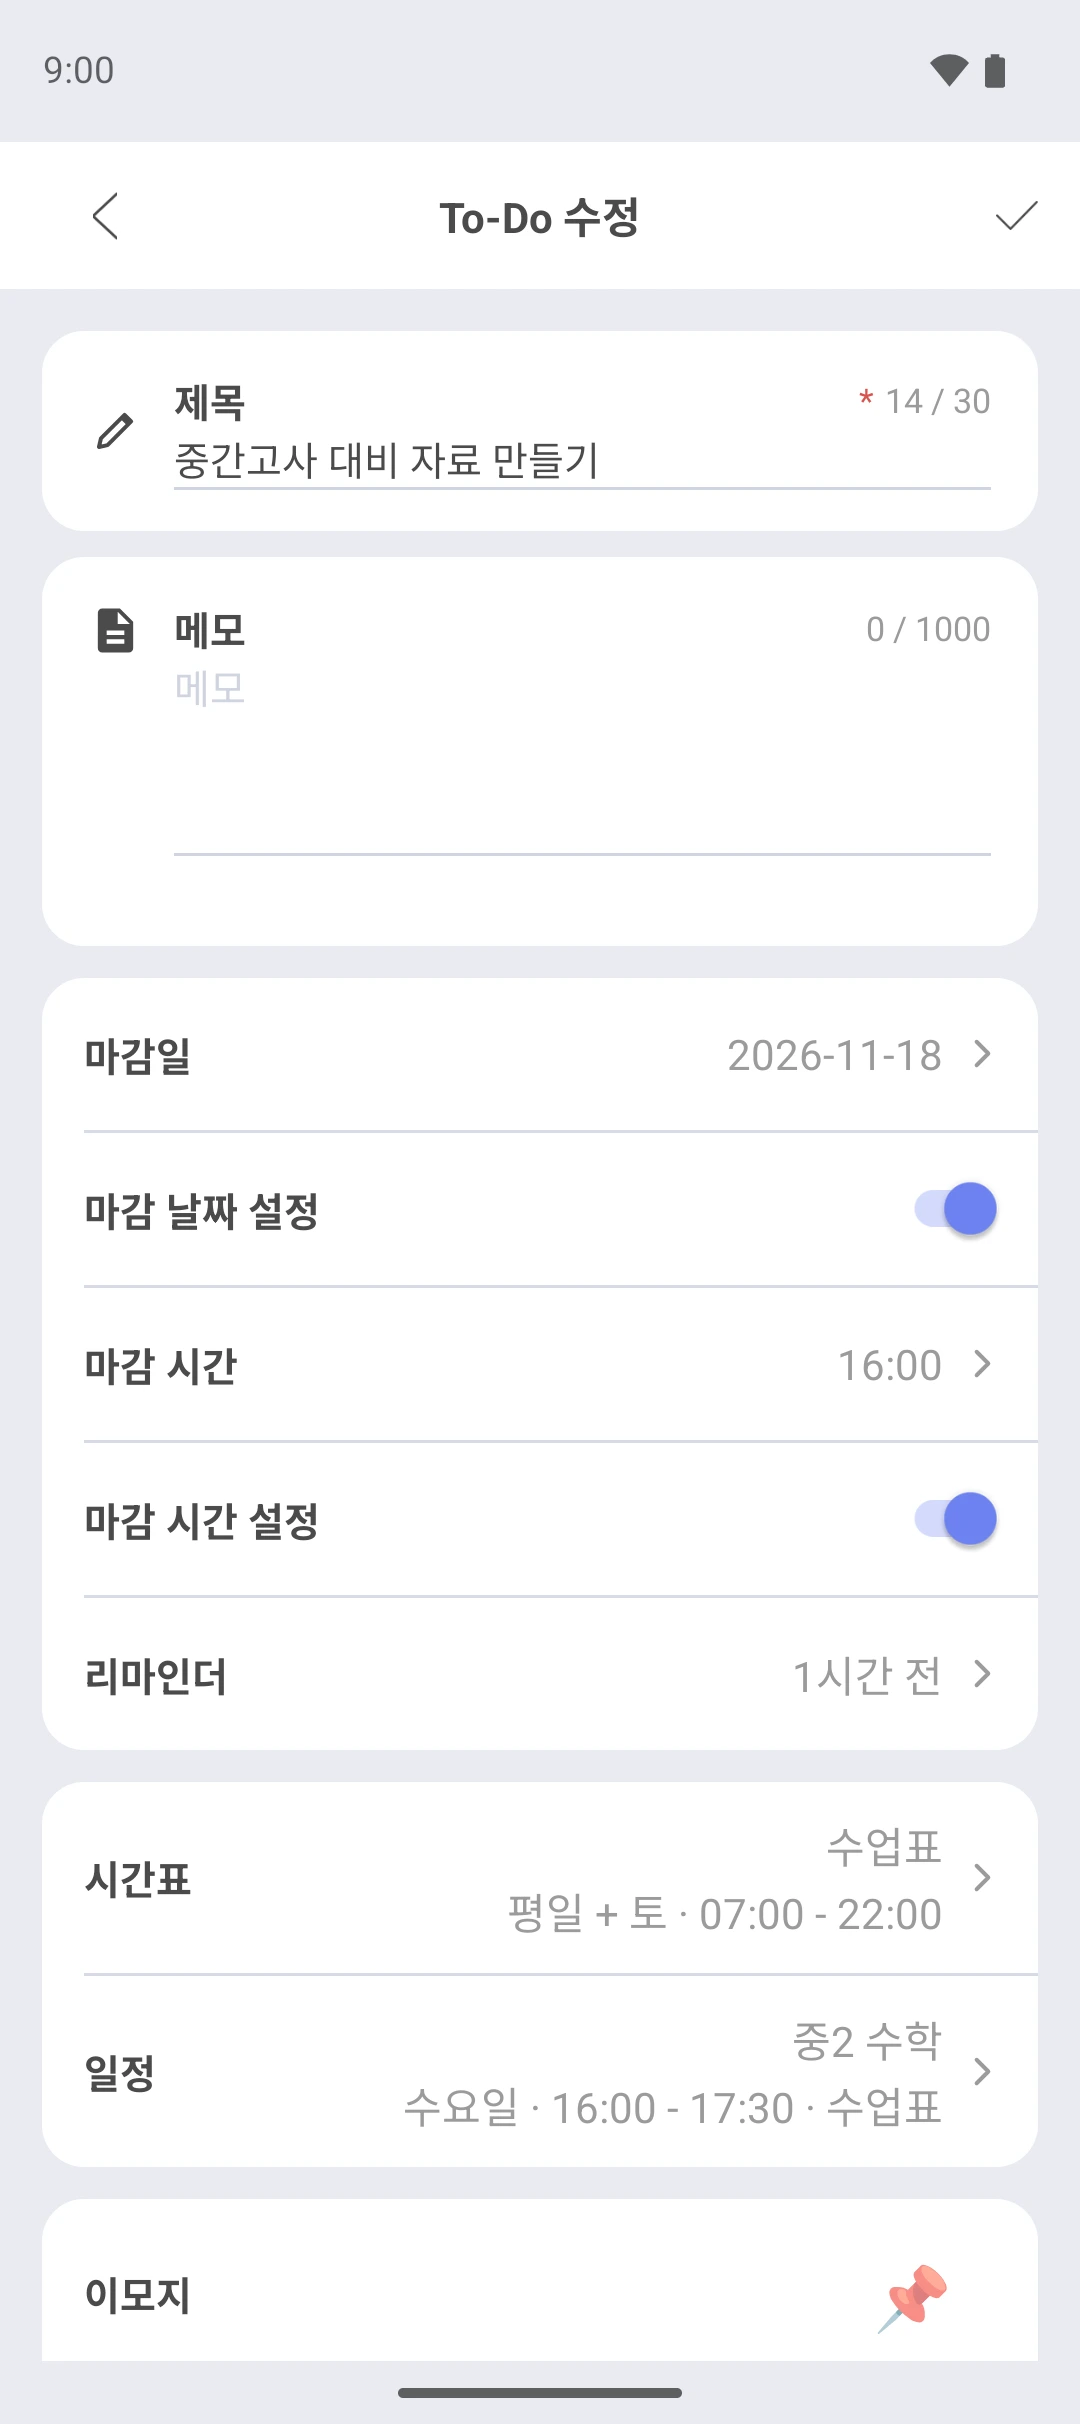 9:00
To-Do 수정
제목
* 14 / 30
중간고사 대비 자료 만들기
메모
0 / 1000
메모
마감일
2026-11-18
마감 날짜 설정
마감 시간
16:00
마감 시간 설정
리마인더
1시간 전
시간표
수업표
평일 + 토 · 07:00 - 22:00
일정
중2 수학
수요일 · 16:00 - 17:30 · 수업표
이모지